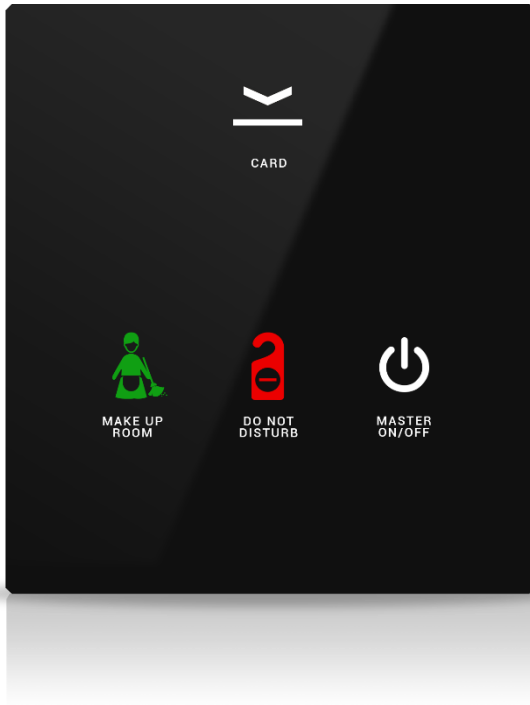 CARD
MAKE UP
ROOM
DO NOT
DISTURB
MASTER
ON/OFF